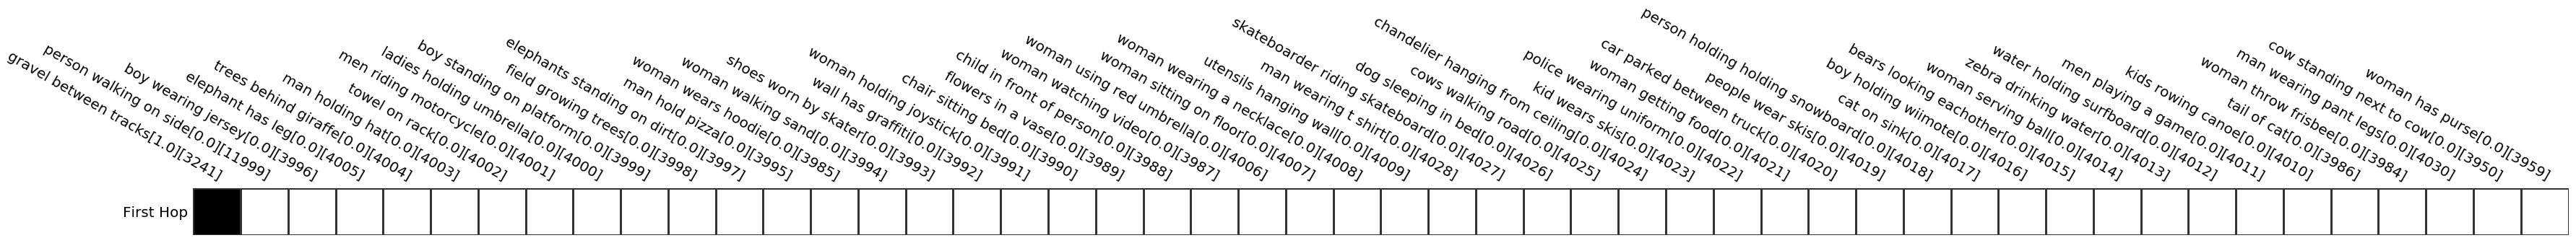 gravel between tracks[1.0][3241]
person walking on side[0.0][11999]
boy wearing jersey[0.0][3996]
elephant has leg[0.0][4005]
trees behind giraffe[0.0][4004]
man holding hat[0.0][4003]
towel on rack[0.0][4002]
men riding motorcycle[0.0][4001]
ladies holding umbrella[0.0][4000]
boy standing on platform[0.0][3999]
field growing trees[0.0][3998]
elephants standing on dirt[0.0][3997]
man hold pizza[0.0][3995]
woman wears hoodie[0.0][3985]
woman walking sand[0.0][3994]
shoes worn by skater[0.0][3993]
wall has graffiti[0.0][3992]
woman holding joystick[0.0][3991]
chair sitting bed[0.0][3990]
flowers in a vase[0.0][3989]
child in front of person[0.0][3988]
woman watching video[0.0][3987]
woman using red umbrella[0.0][4006]
woman sitting on floor[0.0][4007]
woman wearing a necklace[0.0][4008]
utensils hanging wall[0.0][4009]
man wearing t shirt[0.0][4028]
skateboarder riding skateboard[0.0][4027]
dog sleeping in bed[0.0][4026]
cows walking road[0.0][4025]
chandelier hanging from ceiling[0.0][4024]
kid wears skis[0.0][4023]
police wearing uniform[0.0][4022]
woman getting food[0.0][4021]
car parked between truck[0.0][4020]
people wear skis[0.0][4019]
person holding holding snowboard[0.0][4018]
cat on sink[0.0][4017]
boy holding wiimote[0.0][4016]
bears looking eachother[0.0][4015]
woman serving ball[0.0][4014]
zebra drinking water[0.0][4013]
water holding surfboard[0.0][4012]
men playing a game[0.0][4011]
kids rowing canoe[0.0][4010]
tail of cat[0.0][3986]
woman throw frisbee[0.0][3984]
man wearing pant legs[0.0][4030]
cow standing next to cow[0.0][3950]
woman has purse[0.0][3959]
First Hop